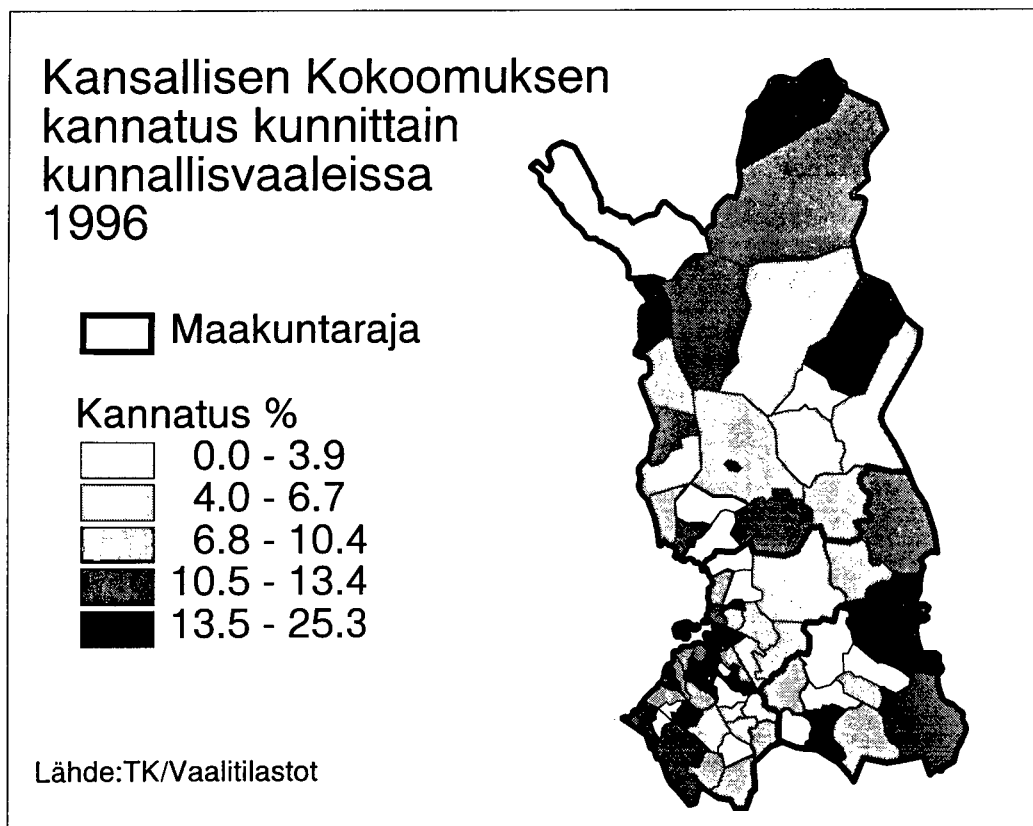 Kansallisen Kokoomuksen
kannatus kunnittain
kunnallisvaaleissa
1996
Maakuntaraja
Kannatus %
0.0 - 3.9
4.0 - 6.7
6.8 - 10.4
10.5 - 13.4
13.5 - 25.3
Lähde:TK/Vaalitilastot